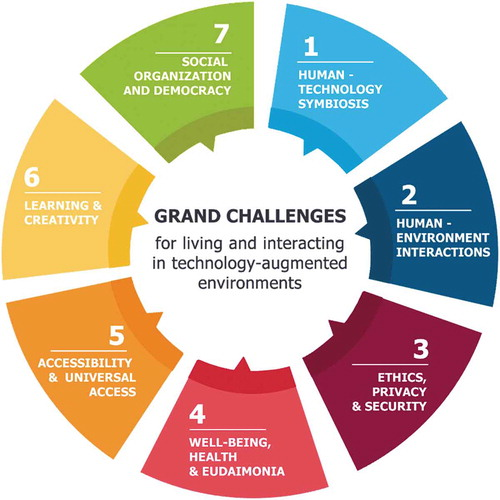 GRAND CHALLENGES
for living and interacting
in technology-augmented
environments
1
HUMAN -
TECHNOLOGY
SYMBIOSIS
2
HUMAN -
ENVIRONMENT
INTERACTIONS
3
ETHICS,
PRIVACY
& SECURITY
4
WELL-BEING,
HEALTH
& EUDAIMONIA
5
ACCESSIBILITY
& UNIVERSAL
ACCESS
6
LEARNING &
CREATIVITY
7
SOCIAL
ORGANIZATION
AND DEMOCRACY